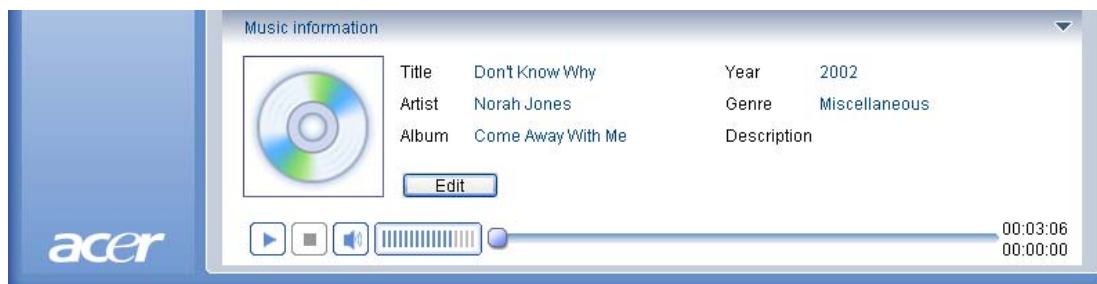 Music information
Title Don't Know Why Year 2002
Artist Norah Jones Genre Miscellaneous
Album Come Away With Me Description
Edit
acer
00:03:06
00:00:00